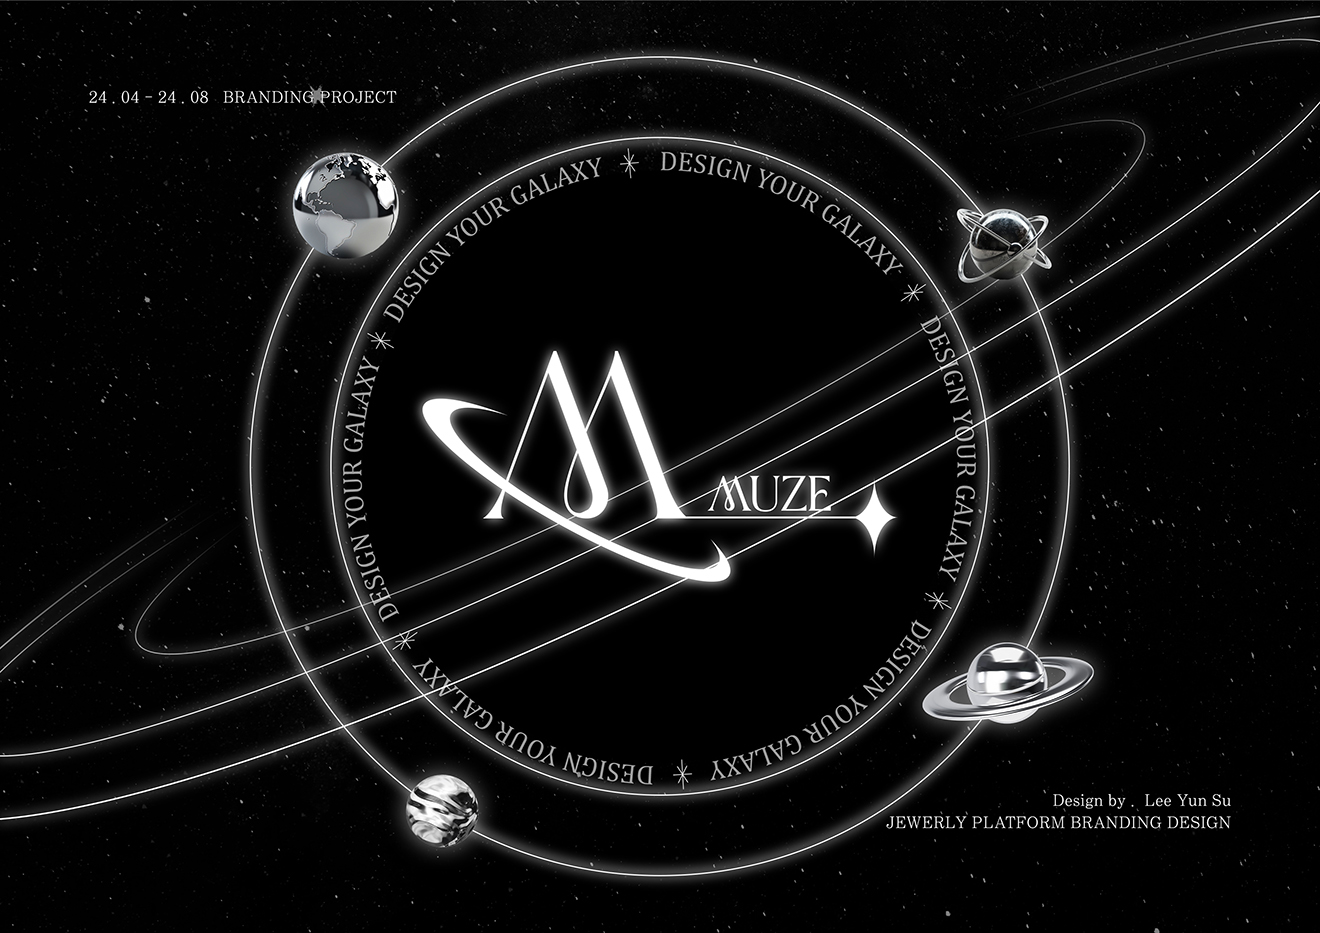 24 . 04 - 24 . 08 BRANDING PROJECT
DESIGN YOUR GALAXY * DESIGN YOUR GALAXY * DESIGN YOUR GALAXY * DESIGN YOUR GALAXY * DESIGN YOUR GALAXY * DESIGN YOUR GALAXY *
M MUZE
Design by . Lee Yun Su
JEWERLY PLATFORM BRANDING DESIGN